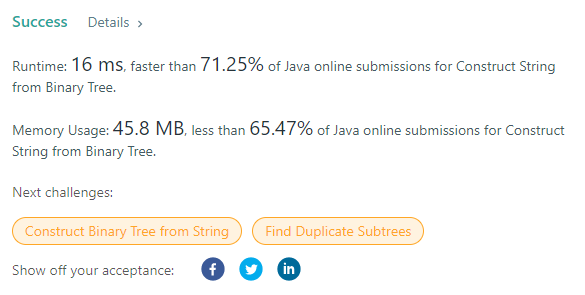 Success Details >
Runtime: 16 ms, faster than 71.25% of Java online submissions for Construct String
from Binary Tree.
Memory Usage: 45.8 MB, less than 65.47% of Java online submissions for Construct
String from Binary Tree.
Next challenges:
Construct Binary Tree from String Find Duplicate Subtrees
Show off your acceptance: